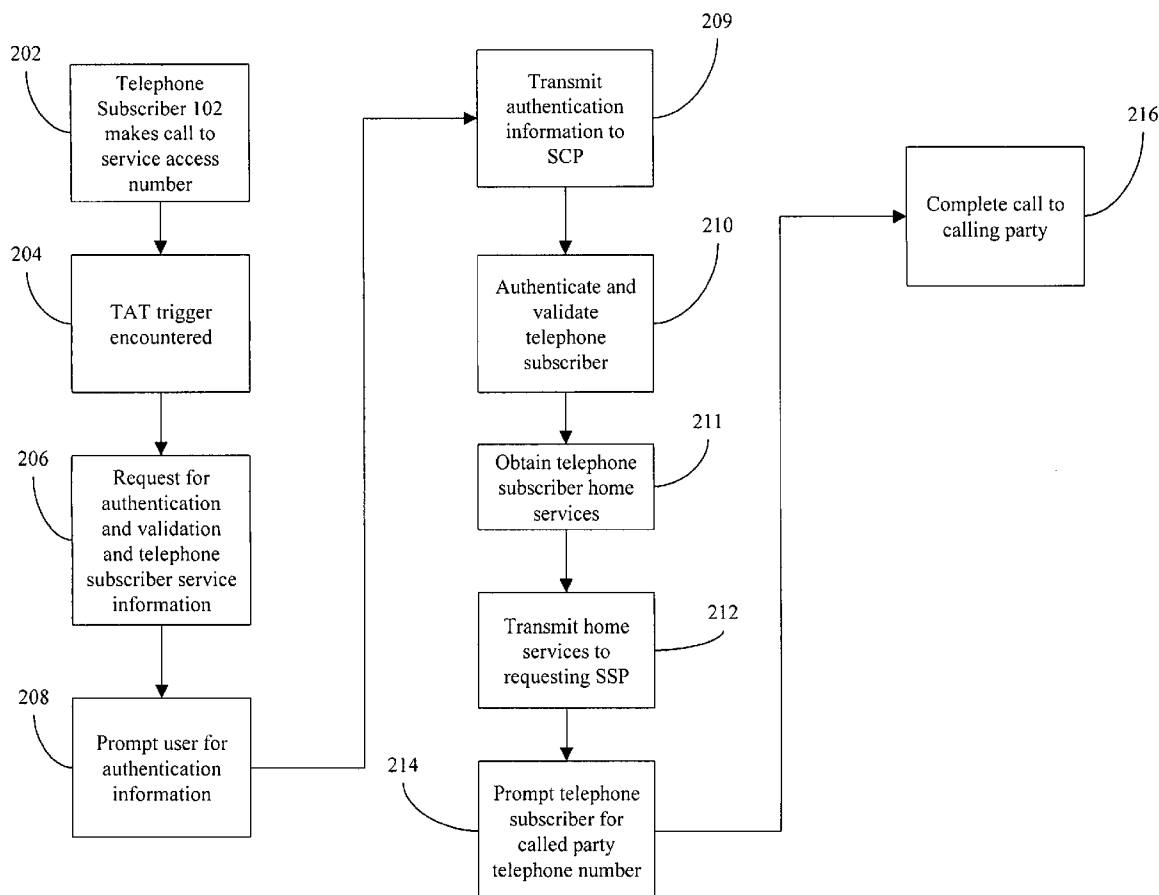 202
Telephone
Subscriber 102
makes call to
service access
number
204
TAT trigger
encountered
206
Request for
authentication
and validation
and telephone
subscriber service
information
208
Prompt user for
authentication
information
209
Transmit
authentication
information to
SCP
210
Authenticate and
validate
telephone
subscriber
211
Obtain telephone
subscriber home
services
212
Transmit home
services to
requesting SSP
214
Prompt telephone
subscriber for
called party
telephone number
216
Complete call to
calling party